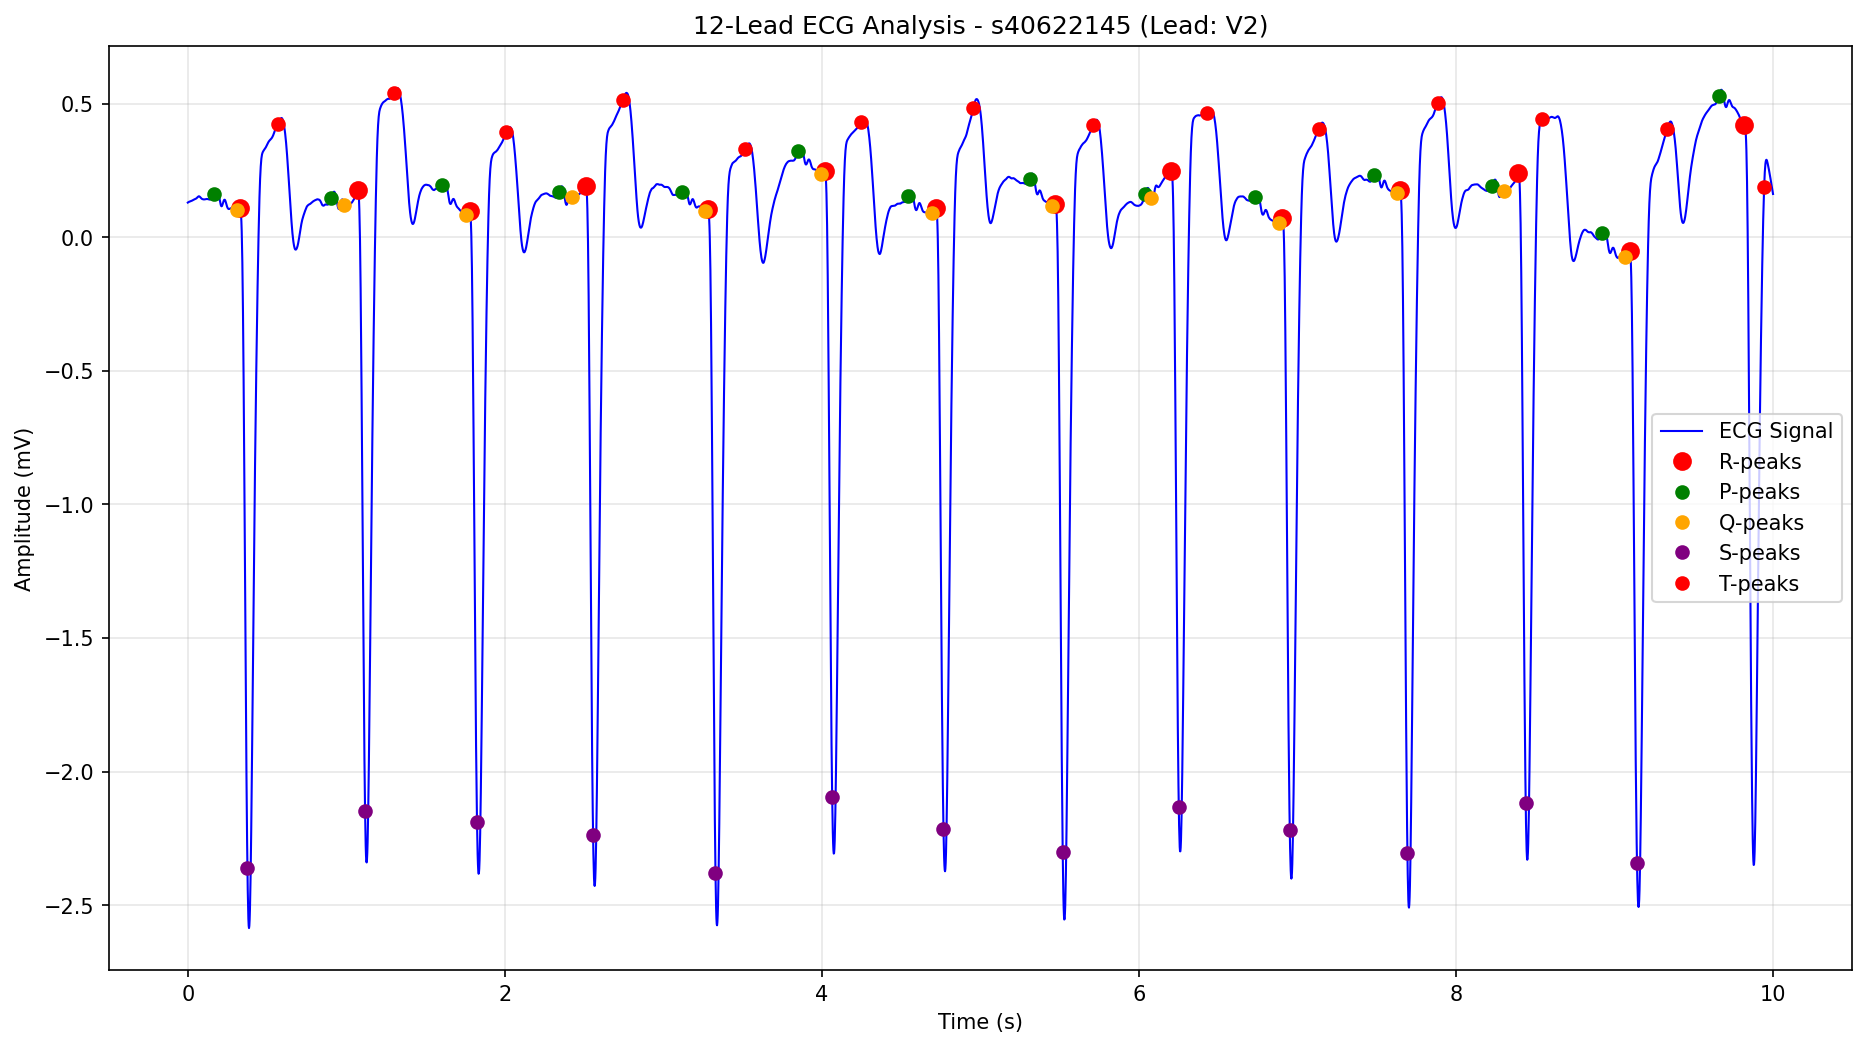 12-Lead ECG Analysis - s40622145 (Lead: V2)
Amplitude (mV)
0.5
0.0
−0.5
−1.0
−1.5
−2.0
−2.5
ECG Signal
R-peaks
P-peaks
Q-peaks
S-peaks
T-peaks
0 2 4 6 8 10
Time (s)